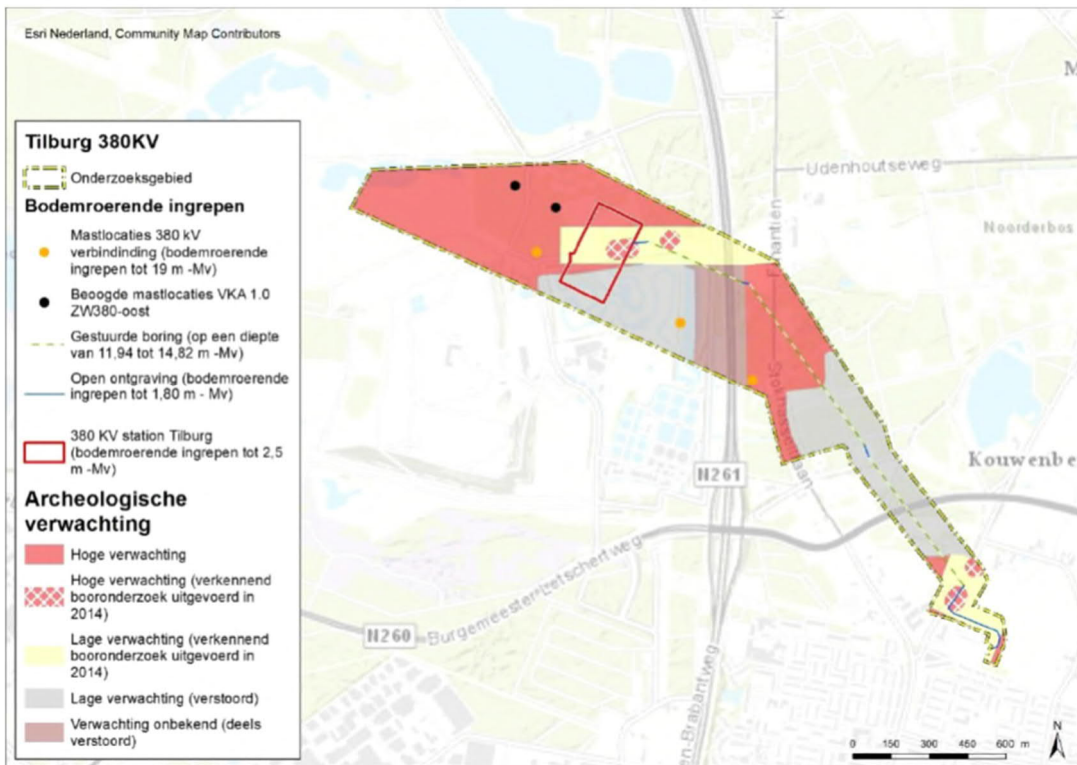 Esri Nederland, Community Map Contributors
Tilburg 380KV
Onderzoeksgebied
Bodemroerende ingrepen
Mastlocaties 380 kV
verbindinding (bodemroerende
ingrepen tot 19 m -Mv)
Beoogde mastlocaties VKA 1.0
ZW380-oost
Gestuurde boring (op een diepte
van 11,94 tot 14,82 m -Mv)
Open ontgraving (bodemroerende
ingrepen tot 1,80 m - Mv)
380 KV station Tilburg
(bodemroerende ingrepen tot 2,5
m -Mv)
Archeologische
verwachting
Hoge verwachting
Hoge verwachting (verkennend
booronderzoek uitgevoerd in
2014)
Lage verwachting (verkennend
booronderzoek uitgevoerd in
2014)
Lage verwachting (verstoord)
Verwachting onbekend (deels
verstoord)
M
Udenhoutseweg
Noorderbos
N261
Kouwenbe
N260
0 150 300 450 600 m
N